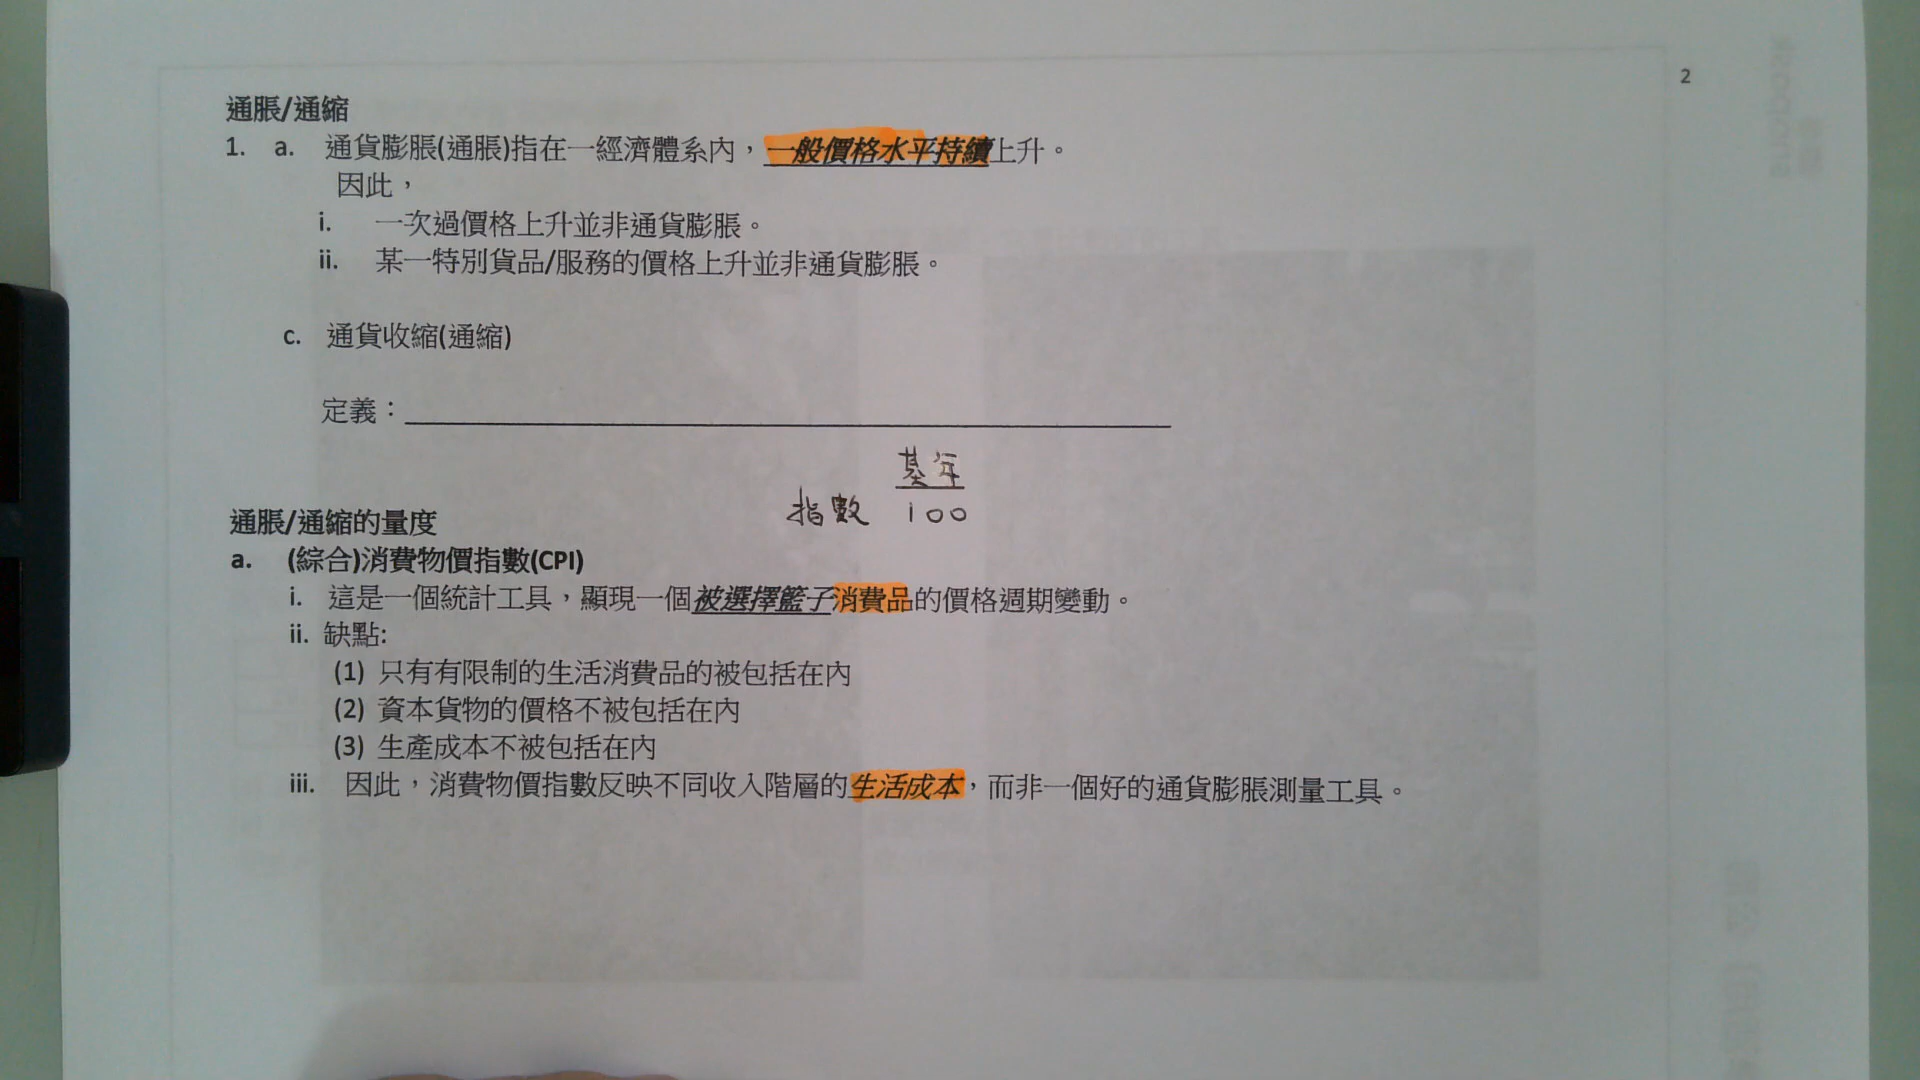 2
通脹/通縮
1. a. 通貨膨脹(通脹)指在一經濟體系內，一般價格水平持續上升。
因此，
i. 一次過價格上升並非通貨膨脹。
ii. 某一特別貨品/服務的價格上升並非通貨膨脹。
c. 通貨收縮(通縮)
定義：
基年
指數 100
通脹/通縮的量度
a. (綜合)消費物價指數(CPI)
i. 這是一個統計工具，顯現一個被選擇籃子消費品的價格週期變動。
ii. 缺點:
(1) 只有有限制的生活消費品的被包括在內
(2) 資本貨物的價格不被包括在內
(3) 生產成本不被包括在內
iii. 因此，消費物價指數反映不同收入階層的生活成本，而非一個好的通貨膨脹測量工具。